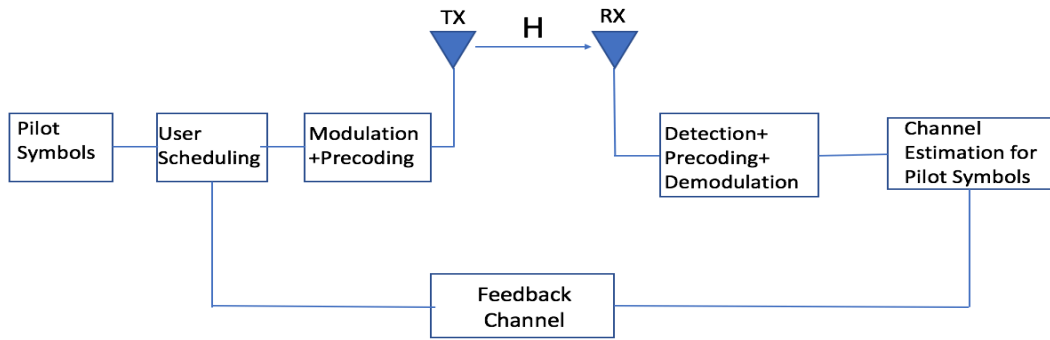 TX
H
RX
Pilot
Symbols
User
Scheduling
Modulation
+Precoding
Detection+
Precoding+
Demodulation
Channel
Estimation for
Pilot Symbols
Feedback
Channel